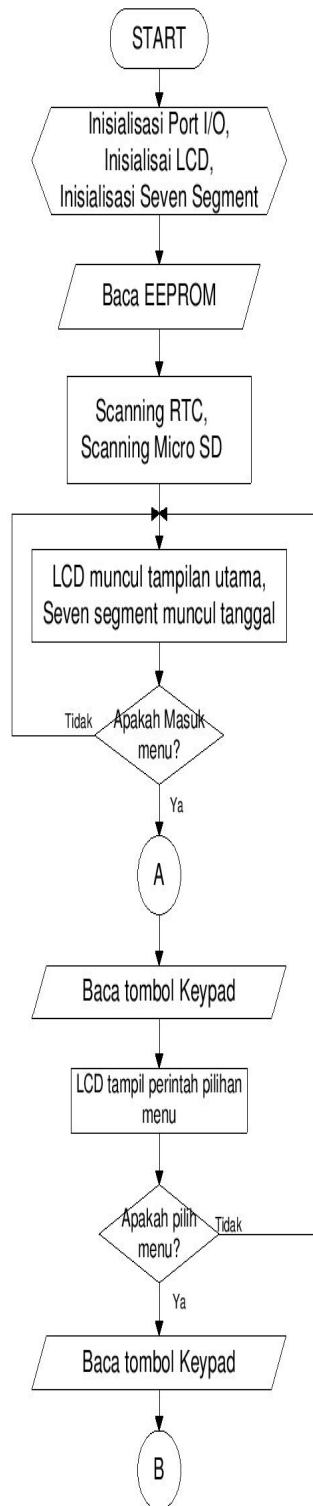 START
Inisialisasi Port I/O,
Inisialisai LCD,
Inisialisasi Seven Segment
Baca EEPROM
Scanning RTC,
Scanning Micro SD
LCD muncul tampilan utama,
Seven segment muncul tanggal
Tidak
Apakah Masuk
menu?
Ya
A
Baca tombol Keypad
LCD tampil perintah pilihan
menu
Apakah pilih
menu?
Tidak
Ya
Baca tombol Keypad
B